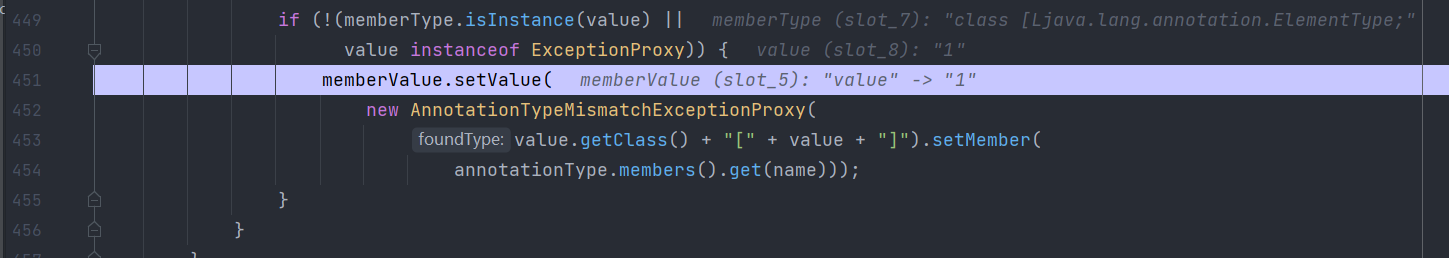 c
449 if (!(memberType.isInstance(value) || memberType (slot_7): "class [Ljava.lang.annotation.ElementType;"
450 value instanceof ExceptionProxy)) { value (slot_8): "1"
451 memberValue.setValue( memberValue (slot_5): "value" -> "1"
452 new AnnotationTypeMismatchExceptionProxy(
453 foundType: value.getClass() + "[" + value + "]").setMember(
454 annotationType.members().get(name)));
455 }
456 }
457 }